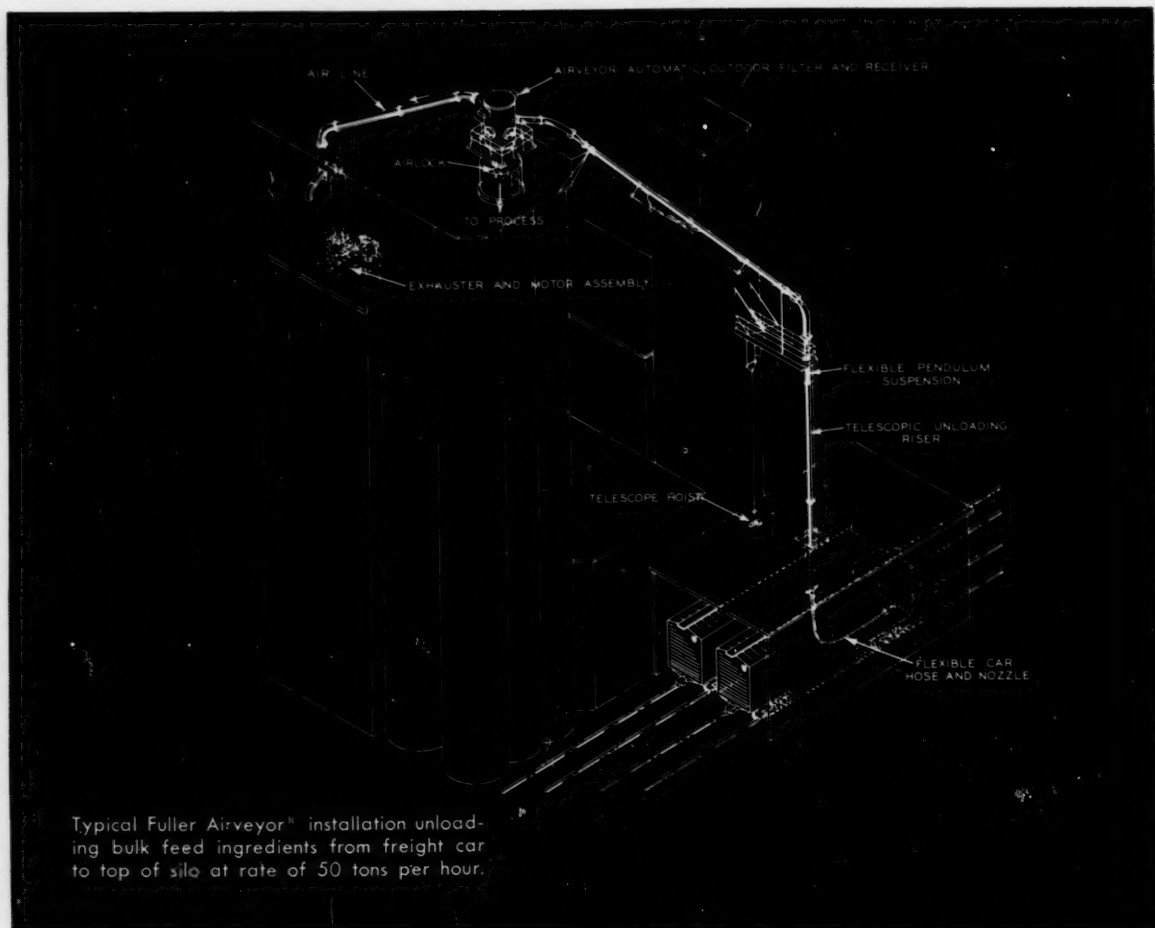 AIR LINE
AIRVEYOR AUTOMATIC OUTDOOR FILTER AND RECEIVER
AIRLOCK
TO PROCESS
EXHAUSTER AND MOTOR ASSEMBLY
FLEXIBLE PENDULUM
SUSPENSION
TELESCOPIC UNLOADING
RISER
TELESCOPE HOIST
FLEXIBLE CAR
HOSE AND NOZZLE
Typical Fuller Airveyor® installation unload-
ing bulk feed ingredients from freight car
to top of silo at rate of 50 tons per hour.